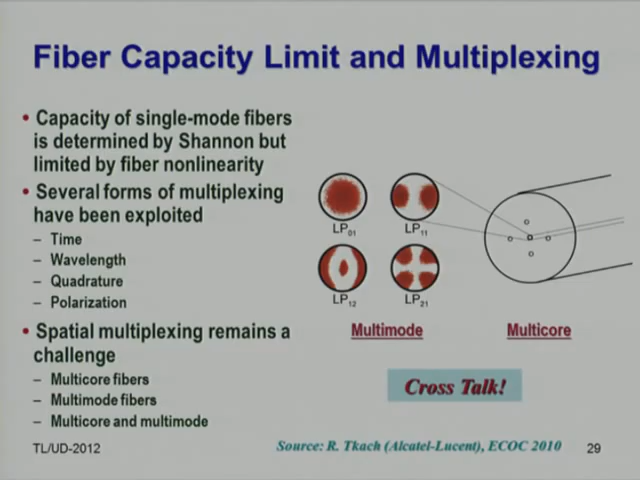 Fiber Capacity Limit and Multiplexing
• Capacity of single-mode fibers
is determined by Shannon but
limited by fiber nonlinearity
• Several forms of multiplexing
have been exploited
– Time
– Wavelength
– Quadrature
– Polarization
• Spatial multiplexing remains a
challenge
– Multicore fibers
– Multimode fibers
– Multicore and multimode
LP01
LP11
LP12
LP21
Multimode
Multicore
Cross Talk!
TL/UD-2012
Source: R. Tkach (Alcatel-Lucent), ECOC 2010
29